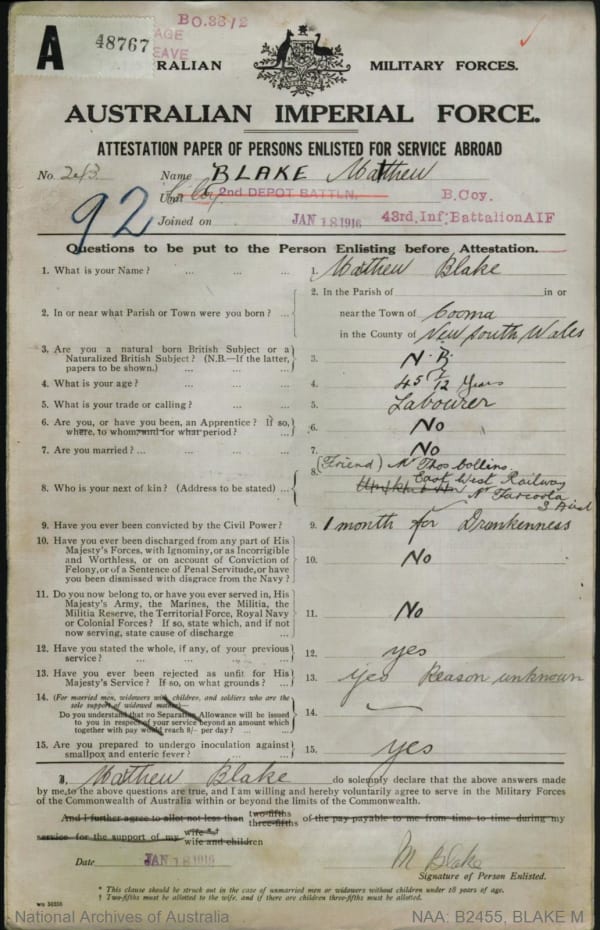 BO.3612
A 48767 AGE
EAVE
RALIAN MILITARY FORCES.
AUSTRALIAN IMPERIAL FORCE.
ATTESTATION PAPER OF PERSONS ENLISTED FOR SERVICE ABROAD
No. 243 Name BLAKE Matthew
Unit 2nd DEPOT BATTLN. B.Coy.
92 Joined on JAN 18 1916 43rd. Inf: Battalion AIF
Questions to be put to the Person Enlisting before Attestation.
1. What is your Name? ... ... ... 1. Matthew Blake
2. In the Parish of in or
2. In or near what Parish or Town were you born? ... near the Town of Cooma
in the County of New South Wales
3. Are you a natural born British Subject or a
Naturalized British Subject? (N.B.—If the latter,
papers to be shown.) ... ... 3. N.B.
4. What is your age? ... ... ... 4. 45 7/12 Years
5. What is your trade or calling? ... ... 5. Labourer
6. Are you, or have you been, an Apprentice? If so,
where, to whom and for what period? ... 6. No
7. Are you married? ... ... ... ... 7. No
(Friend) Mr Thos Collins.
8. Who is your next of kin? (Address to be stated) ... 8. East West Railway
Nr Tarcoola
S Aust
9. Have you ever been convicted by the Civil Power? 9. 1 month for Drunkenness
10. Have you ever been discharged from any part of His
Majesty's Forces, with Ignominy, or as Incorrigible
and Worthless, or on account of Conviction of
Felony, or of a Sentence of Penal Servitude, or have
you been dismissed with disgrace from the Navy? 10. No
11. Do you now belong to, or have you ever served in, His
Majesty's Army, the Marines, the Militia, the
Militia Reserve, the Territorial Force, Royal Navy
or Colonial Forces? If so, state which, and if not
now serving, state cause of discharge ... 11. No
12. Have you stated the whole, if any, of your previous
service? ... ... ... ... 12. yes
13. Have you ever been rejected as unfit for His
Majesty's Service? If so, on what grounds? ... 13. yes Reason unknown
14. (For married men, widowers with children, and soldiers who are the
sole support of widowed mother—
Do you understand that no Separation Allowance will be issued
to you in respect of your service beyond an amount which
together with pay would reach 8/- per day? ... ... 14.
15. Are you prepared to undergo inoculation against
smallpox and enteric fever? ... ... 15. yes
I, Matthew Blake do solemnly declare that the above answers made
by me to the above questions are true, and I am willing and hereby voluntarily agree to serve in the Military Forces
of the Commonwealth of Australia within or beyond the limits of the Commonwealth.
And I further agree to allot not less than two-fifths three-fifths of the pay payable to me from time to time during my
service for the support of my wife *† wife and children
Date JAN 18 1916 M Blake
Signature of Person Enlisted.
* This clause should be struck out in the case of unmarried men or widowers without children under 18 years of age.
† Two-fifths must be allotted to the wife, and if there are children three-fifths must be allotted.
National Archives of Australia NAA: B2455, BLAKE M